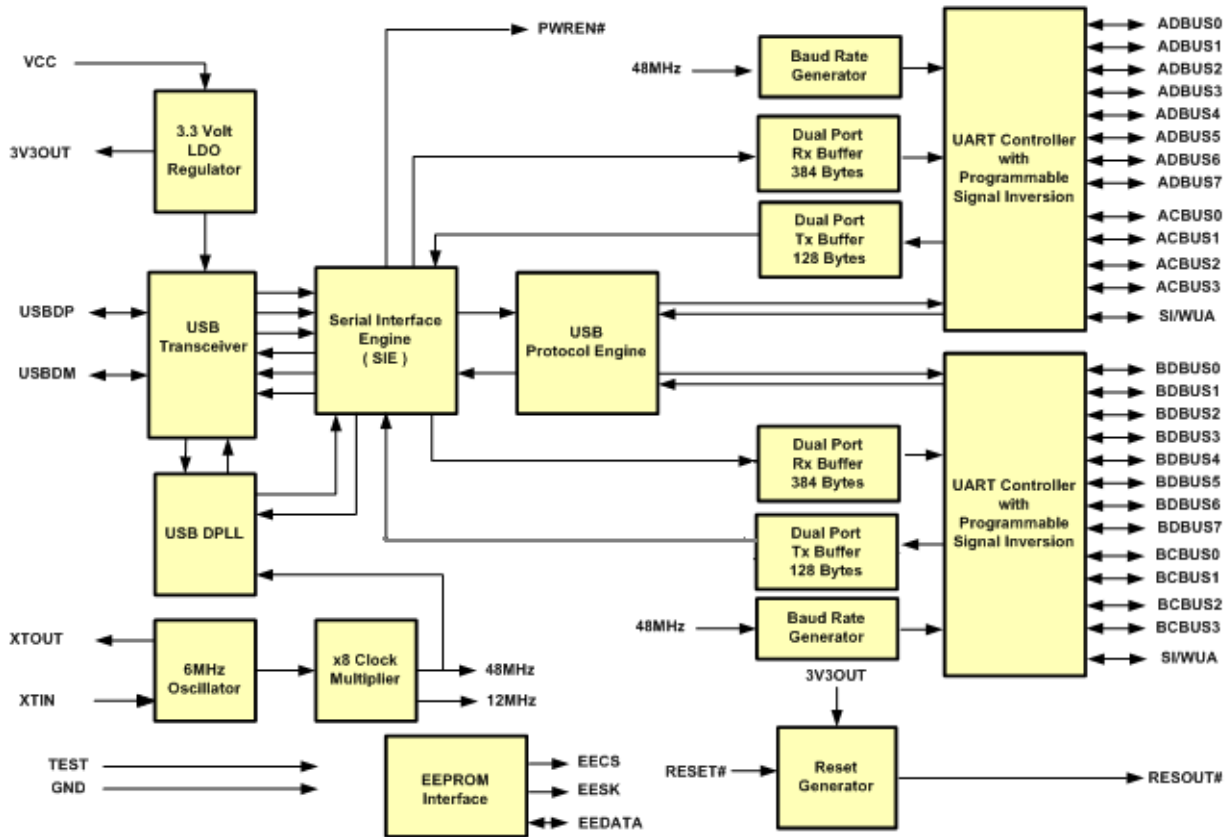 PWREN#
VCC
3.3 Volt
LDO
Regulator
3V3OUT
48MHz
Baud Rate
Generator
Dual Port
Rx Buffer
384 Bytes
Dual Port
Tx Buffer
128 Bytes
UART Controller
with
Programmable
Signal Inversion
ADBUS0
ADBUS1
ADBUS2
ADBUS3
ADBUS4
ADBUS5
ADBUS6
ADBUS7
ACBUS0
ACBUS1
ACBUS2
ACBUS3
SI/WUA
USBDP
USBDM
USB
Transceiver
Serial Interface
Engine
( SIE )
USB
Protocol Engine
USB DPLL
Dual Port
Rx Buffer
384 Bytes
Dual Port
Tx Buffer
128 Bytes
48MHz
Baud Rate
Generator
UART Controller
with
Programmable
Signal Inversion
BDBUS0
BDBUS1
BDBUS2
BDBUS3
BDBUS4
BDBUS5
BDBUS6
BDBUS7
BCBUS0
BCBUS1
BCBUS2
BCBUS3
SI/WUA
XTOUT
XTIN
6MHz
Oscillator
x8 Clock
Multiplier
48MHz
12MHz
TEST
GND
EEPROM
Interface
EECS
EESK
EEDATA
3V3OUT
RESET#
Reset
Generator
RESOUT#